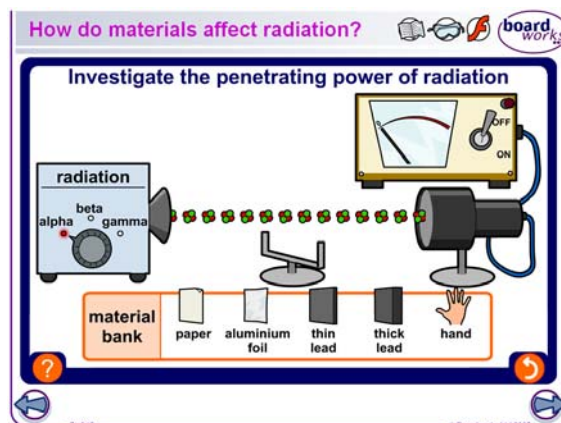 How do materials affect radiation?
board
works
Investigate the penetrating power of radiation
OFF
ON
radiation
beta
alpha
gamma
material
bank
paper
aluminium
foil
thin
lead
thick
lead
hand
?